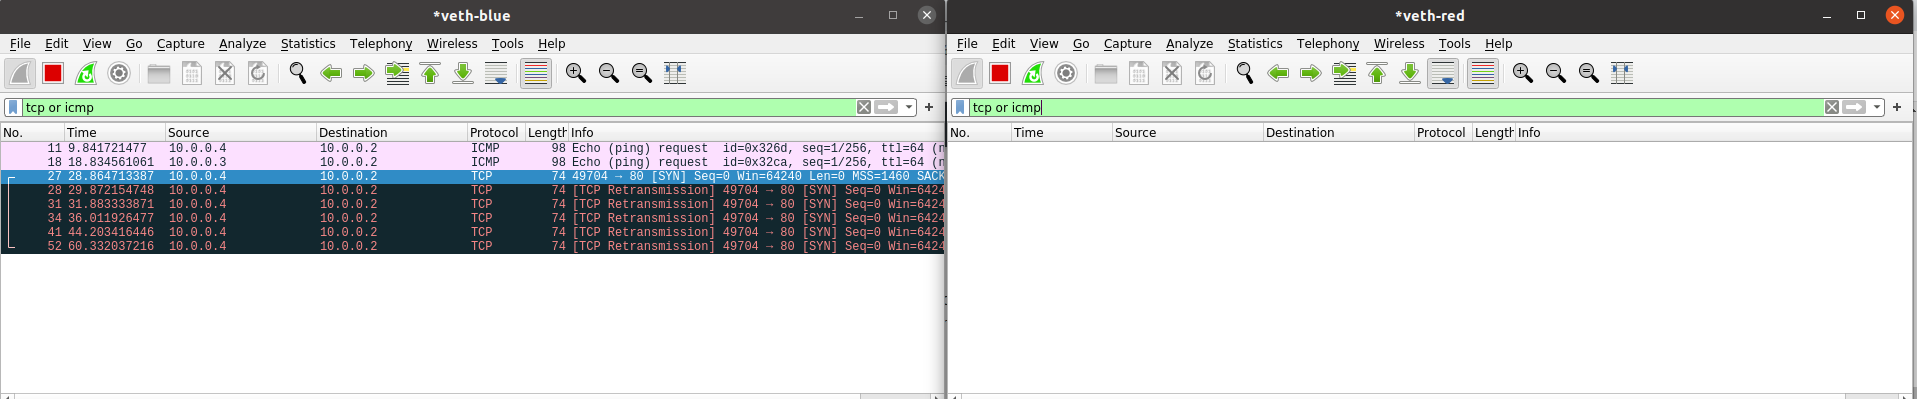 *veth-blue
File Edit View Go Capture Analyze Statistics Telephony Wireless Tools Help
tcp or icmp
No. Time Source Destination Protocol Length Info
11 9.841721477 10.0.0.4 10.0.0.2 ICMP 98 Echo (ping) request id=0x326d, seq=1/256, ttl=64 (n
18 18.834561061 10.0.0.3 10.0.0.2 ICMP 98 Echo (ping) request id=0x32ca, seq=1/256, ttl=64 (n
27 28.864713387 10.0.0.4 10.0.0.2 TCP 74 49704 → 80 [SYN] Seq=0 Win=64240 Len=0 MSS=1460 SACK
28 29.872154748 10.0.0.4 10.0.0.2 TCP 74 [TCP Retransmission] 49704 → 80 [SYN] Seq=0 Win=6424
31 31.883333871 10.0.0.4 10.0.0.2 TCP 74 [TCP Retransmission] 49704 → 80 [SYN] Seq=0 Win=6424
34 36.011926477 10.0.0.4 10.0.0.2 TCP 74 [TCP Retransmission] 49704 → 80 [SYN] Seq=0 Win=6424
41 44.203416446 10.0.0.4 10.0.0.2 TCP 74 [TCP Retransmission] 49704 → 80 [SYN] Seq=0 Win=6424
52 60.332037216 10.0.0.4 10.0.0.2 TCP 74 [TCP Retransmission] 49704 → 80 [SYN] Seq=0 Win=6424
*veth-red
File Edit View Go Capture Analyze Statistics Telephony Wireless Tools Help
tcp or icmp
No. Time Source Destination Protocol Length Info